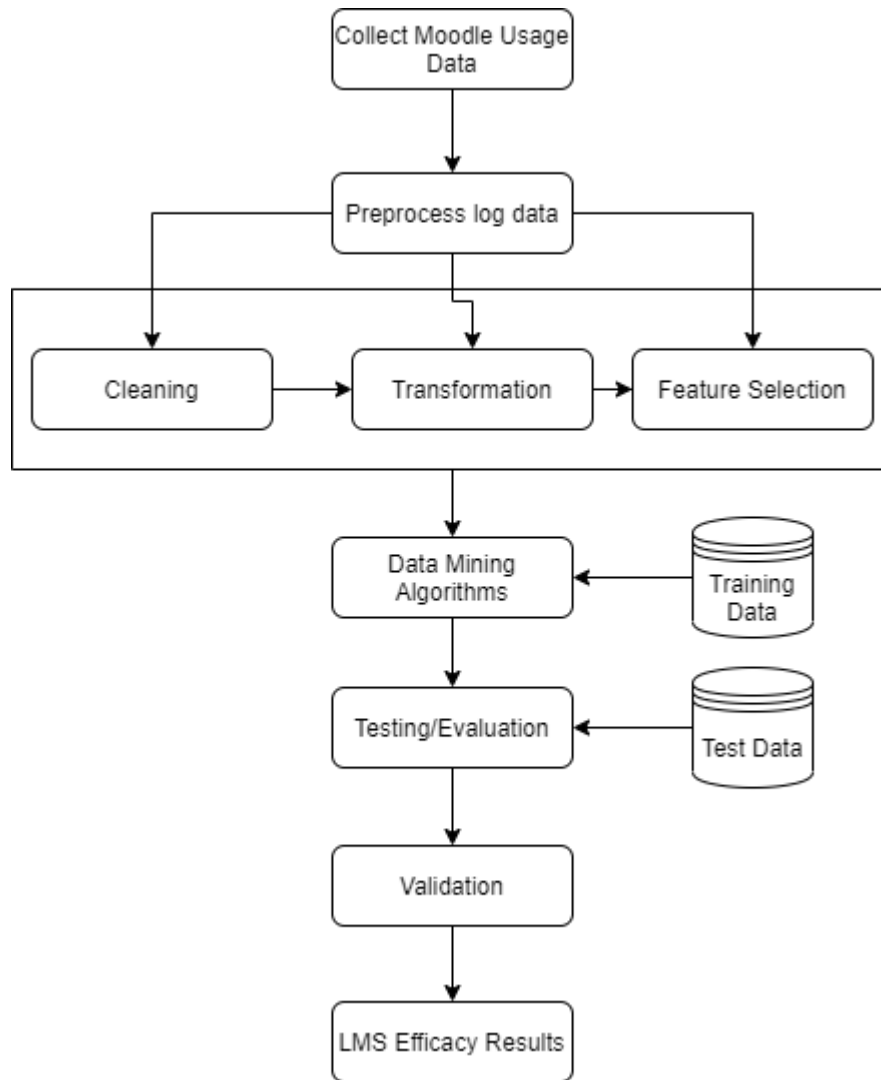 Collect Moodle Usage
Data
Preprocess log data
Cleaning
Transformation
Feature Selection
Data Mining
Algorithms
Training
Data
Testing/Evaluation
Test Data
Validation
LMS Efficacy Results